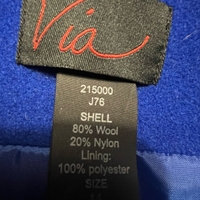 Via
215000
J76
SHELL
80% Wool
20% Nylon
Lining:
100% polyester
SIZE